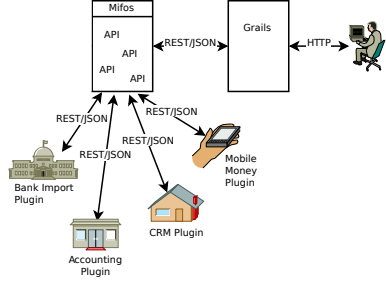 Mifos
API
API
API
API
REST/JSON
Grails
HTTP
REST/JSON
REST/JSON
REST/JSON
REST/JSON
Bank Import
Plugin
Accounting
Plugin
CRM Plugin
Mobile
Money
Plugin